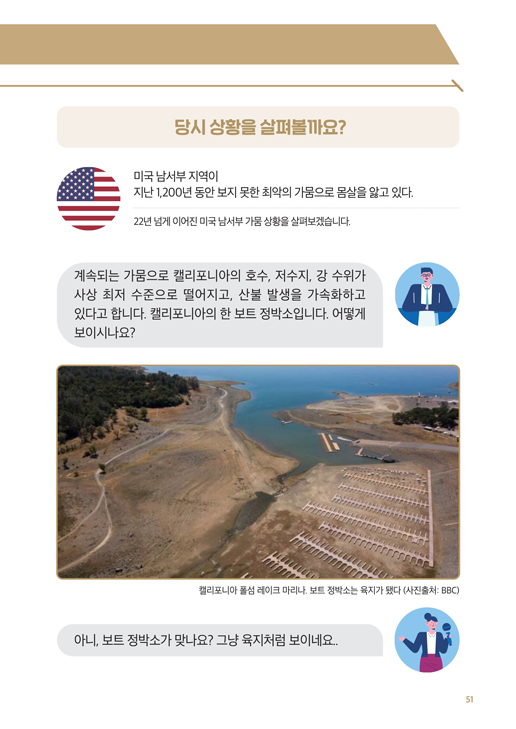 당시 상황을 살펴볼까요?
미국 남서부 지역이
지난 1,200년 동안 보지 못한 최악의 가뭄으로 몸살을 앓고 있다.
22년 넘게 이어진 미국 남서부 가뭄 상황을 살펴보겠습니다.
계속되는 가뭄으로 캘리포니아의 호수, 저수지, 강 수위가
사상 최저 수준으로 떨어지고, 산불 발생을 가속화하고
있다고 합니다. 캘리포니아의 한 보트 정박소입니다. 어떻게
보이시나요?
캘리포니아 폴섬 레이크 마리나. 보트 정박소는 육지가 됐다 (사진출처: BBC)
아니, 보트 정박소가 맞나요? 그냥 육지처럼 보이네요..
51